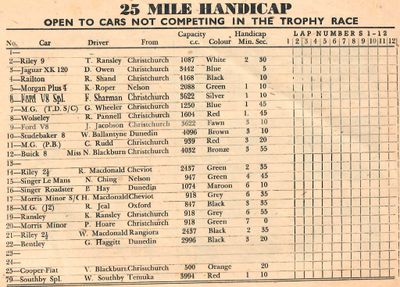 25 MILE HANDICAP
OPEN TO CARS NOT COMPETING IN THE TROPHY RACE
No. Car Driver From Capacity c.c. Colour Handicap Min. Sec. LAP NUMBERS 1-12
1 2 3 4 5 6 7 8 9 10 11 12
1—
2—Riley 9 T. Ransley Christchurch 1087 White 2 30
3—Jaguar XK 120 D. Owen Christchurch 3442 Blue 5
4—Railton R. Shand Christchurch 4168 Black 10
5—Morgan Plus 4 K. Roper Nelson 2088 Green 1 10
6—Ford V8 Spl. F. Sharman Christchurch 3622 Silver 1 10
7—M.G. (T.D. S/C) G. Wheeler Christchurch 1250 Blue 1 45
8—Wolseley R. Pannell Christchurch 1604 Red 1 45
9—Ford V8 J. Jacobson Christchurch 3622 Fawn 3 10
10—Studebaker 8 W. Ballantyne Dunedin 4096 Brown 3 10
11—M.G. (P.B.) C. Rudd Christchurch 939 Red 3 20
12—Buick 8 Miss N. Blackburn Christchurch 4032 Bronze 3 55
13—
14—Riley 2½ R. Macdonald Cheviot 2437 Green 2 35
15—Singer Le Mans N. Ching Nelson 947 Green 4 45
16—Singer Roadster B. Hay Dunedin 1074 Maroon 6 10
17—Morris Minor S/C H. Macdonald Cheviot 918 Grey 6 35
18—M.G. (J2) R. Jeal Oxford 847 Black 3 35
19—Ransley K. Ransley Christchurch 918 Grey 6 55
20—Morris Minor P. Hoare Christchurch 918 Green 7 0
21—Riley 2½ W. Macdonald Rangiora 2437 Black 2 35
22—Bentley G. Haggitt Dunedin 2996 Black 3 20
23—
24—
25—Cooper-Fiat V. Blackburn Christchurch 500 Orange 20
79—Southby Spl. W. Southby Temuka 3994 Red 1 10